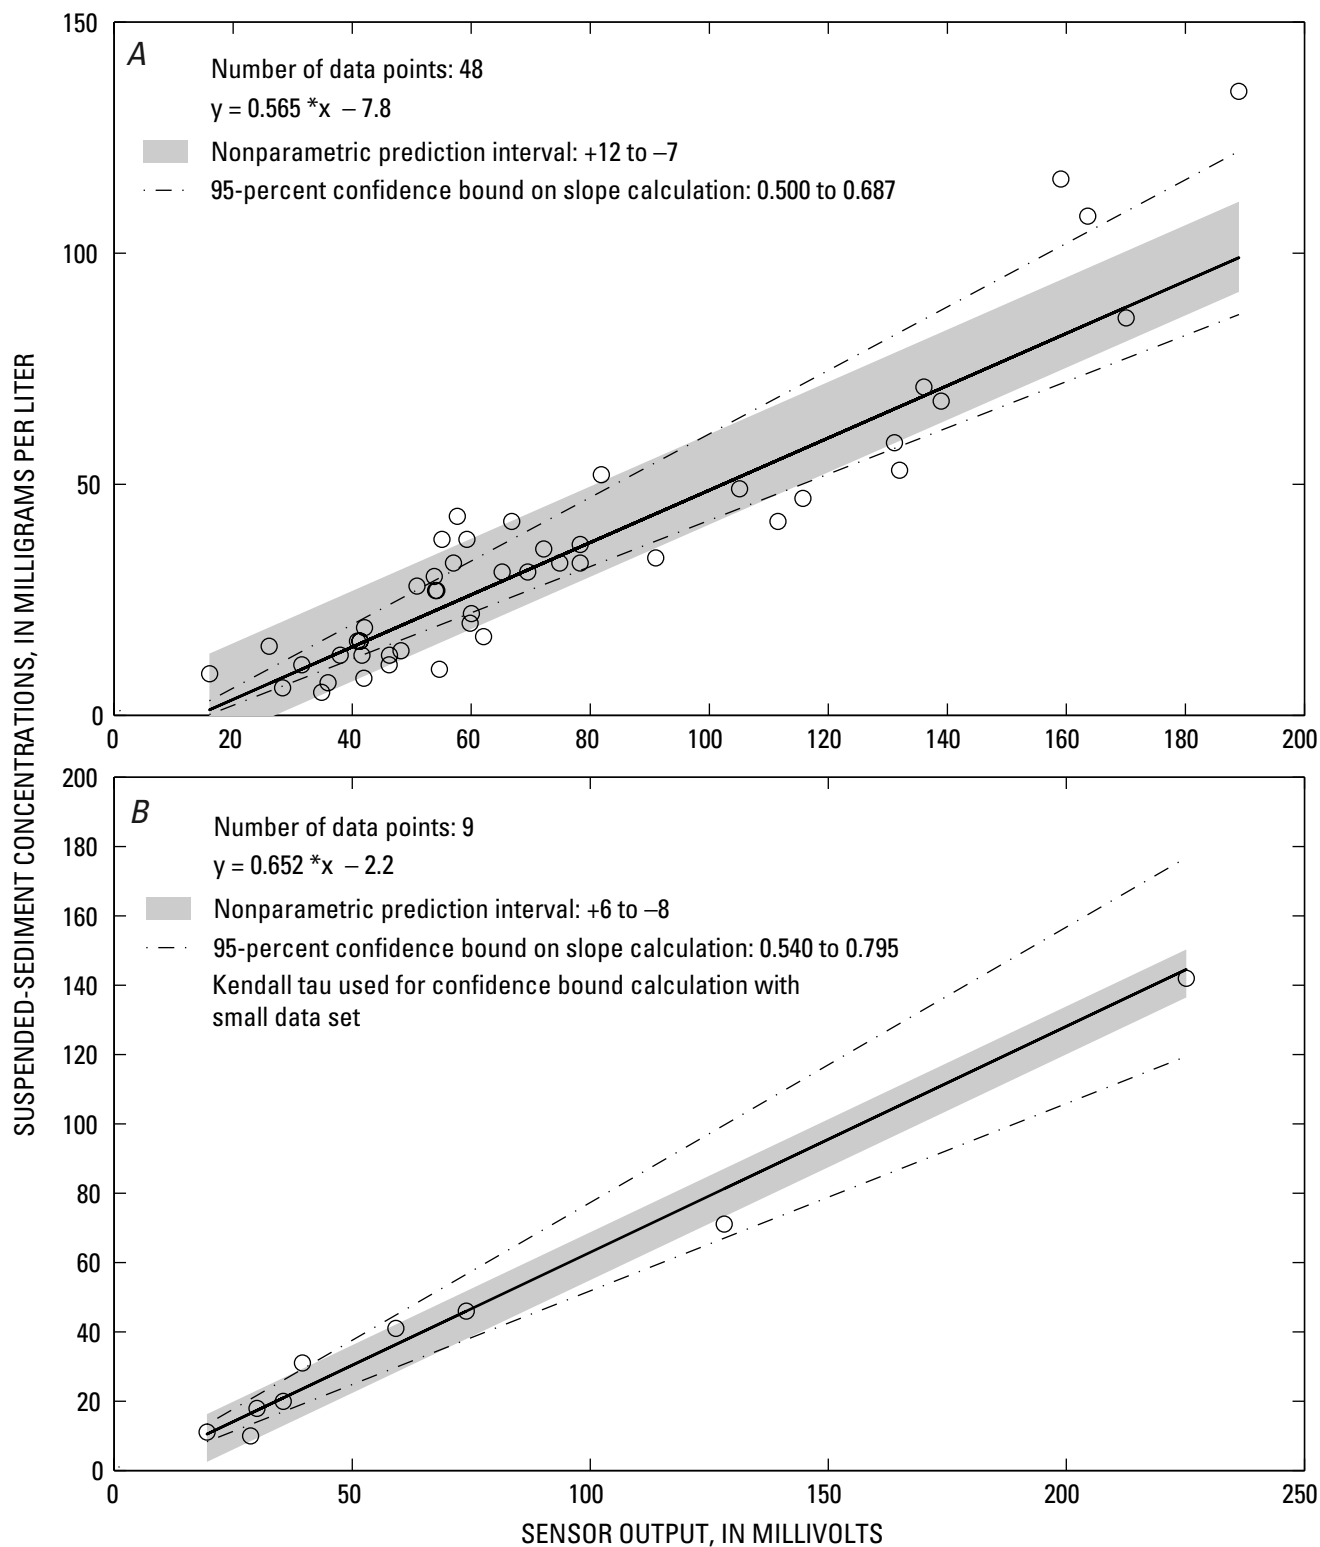 SUSPENDED-SEDIMENT CONCENTRATIONS, IN MILLIGRAMS PER LITER
A
Number of data points: 48
y = 0.565 *x – 7.8
Nonparametric prediction interval: +12 to –7
95-percent confidence bound on slope calculation: 0.500 to 0.687
150
100
50
0
0 20 40 60 80 100 120 140 160 180 200
B
Number of data points: 9
y = 0.652 *x – 2.2
Nonparametric prediction interval: +6 to –8
95-percent confidence bound on slope calculation: 0.540 to 0.795
Kendall tau used for confidence bound calculation with
small data set
200
180
160
140
120
100
80
60
40
20
0
0 50 100 150 200 250
SENSOR OUTPUT, IN MILLIVOLTS